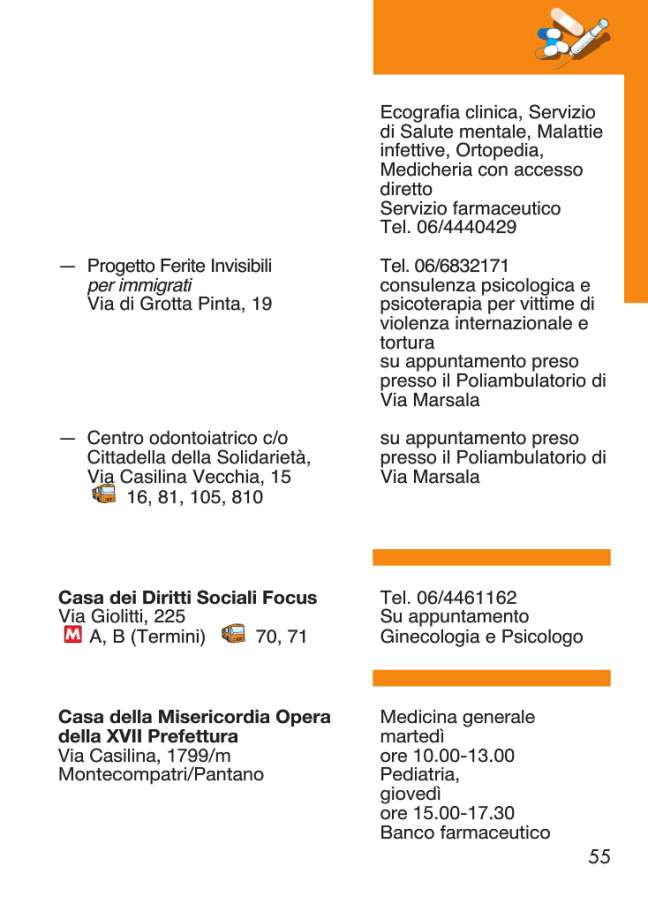 Ecografia clinica, Servizio
di Salute mentale, Malattie
infettive, Ortopedia,
Medicheria con accesso
diretto
Servizio farmaceutico
Tel. 06/4440429
— Progetto Ferite Invisibili
per immigrati
Via di Grotta Pinta, 19
Tel. 06/6832171
consulenza psicologica e
psicoterapia per vittime di
violenza internazionale e
tortura
su appuntamento preso
presso il Poliambulatorio di
Via Marsala
— Centro odontoiatrico c/o
Cittadella della Solidarietà,
Via Casilina Vecchia, 15
16, 81, 105, 810
su appuntamento preso
presso il Poliambulatorio di
Via Marsala
Casa dei Diritti Sociali Focus
Via Giolitti, 225
M A, B (Termini) 70, 71
Tel. 06/4461162
Su appuntamento
Ginecologia e Psicologo
Casa della Misericordia Opera
della XVII Prefettura
Via Casilina, 1799/m
Montecompatri/Pantano
Medicina generale
martedì
ore 10.00-13.00
Pediatria,
giovedì
ore 15.00-17.30
Banco farmaceutico
55